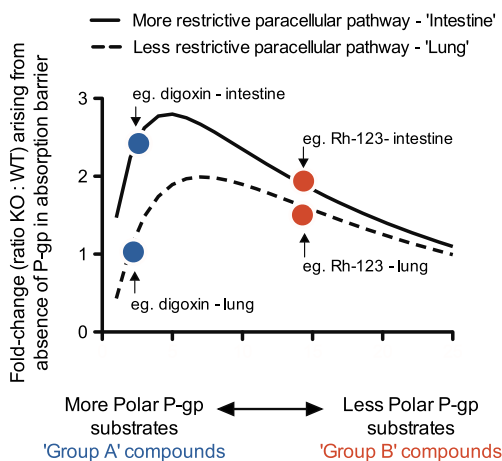 More restrictive paracellular pathway - 'Intestine'
Less restrictive paracellular pathway - 'Lung'
Fold-change (ratio KO : WT) arising from
absence of P-gp in absorption barrier
3
2
1
0
eg. digoxin - intestine
eg. Rh-123- intestine
eg. Rh-123 - lung
eg. digoxin - lung
More Polar P-gp
substrates
'Group A' compounds
Less Polar P-gp
substrates
'Group B' compounds